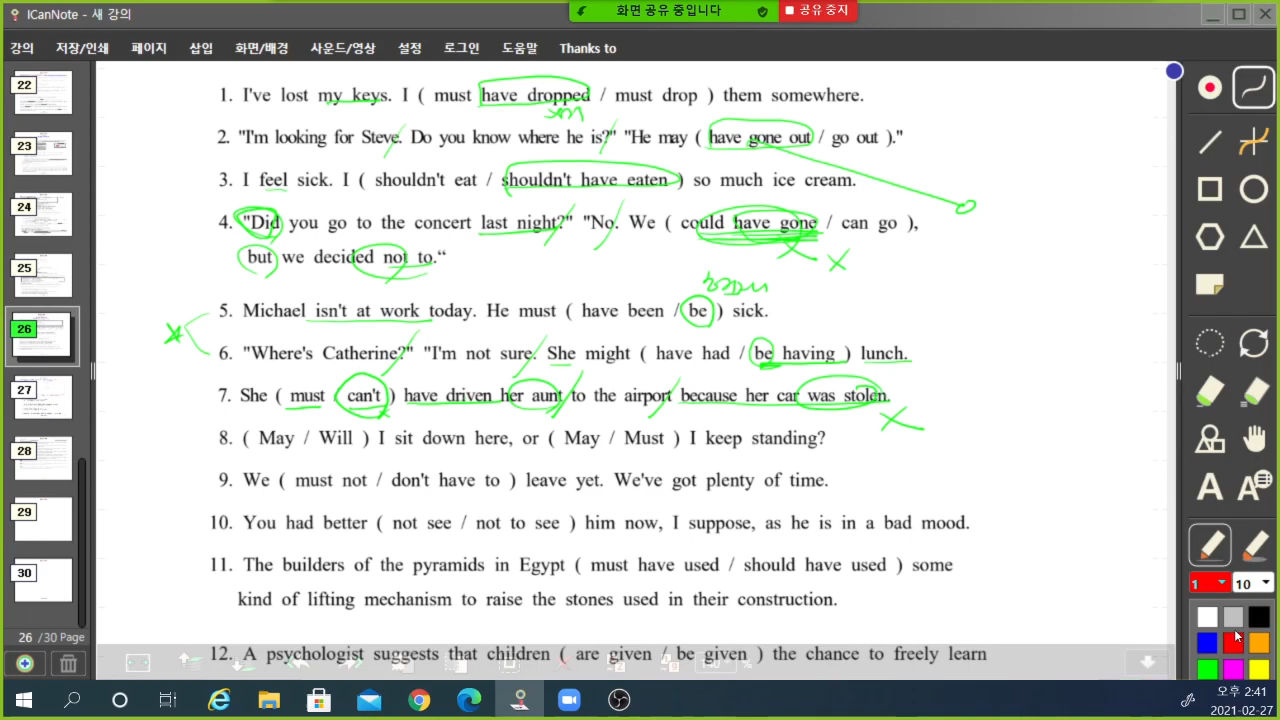 ICanNote - 새 강의
화면 공유 중입니다
공유 중지
강의 저장/인쇄 페이지 삽입 화면/배경 사운드/영상 설정 로그인 도움말 Thanks to
22
23
24
25
26
27
28
29
30
26 /30 Page
1. I've lost my keys. I ( must have dropped / must drop ) them somewhere.
2. "I'm looking for Steve. Do you know where he is?" "He may ( have gone out / go out )."
3. I feel sick. I ( shouldn't eat / shouldn't have eaten ) so much ice cream.
4. "Did you go to the concert last night?" "No. We ( could have gone / can go ),
but we decided not to.“
5. Michael isn't at work today. He must ( have been / be ) sick.
6. "Where's Catherine?" "I'm not sure. She might ( have had / be having ) lunch.
7. She ( must can't ) have driven her aunt to the airport because her car was stolen.
8. ( May / Will ) I sit down here, or ( May / Must ) I keep standing?
9. We ( must not / don't have to ) leave yet. We've got plenty of time.
10. You had better ( not see / not to see ) him now, I suppose, as he is in a bad mood.
11. The builders of the pyramids in Egypt ( must have used / should have used ) some
kind of lifting mechanism to raise the stones used in their construction.
12. A psychologist suggests that children ( are given / be given ) the chance to freely learn
1
10
오후 2:41
2021-02-27